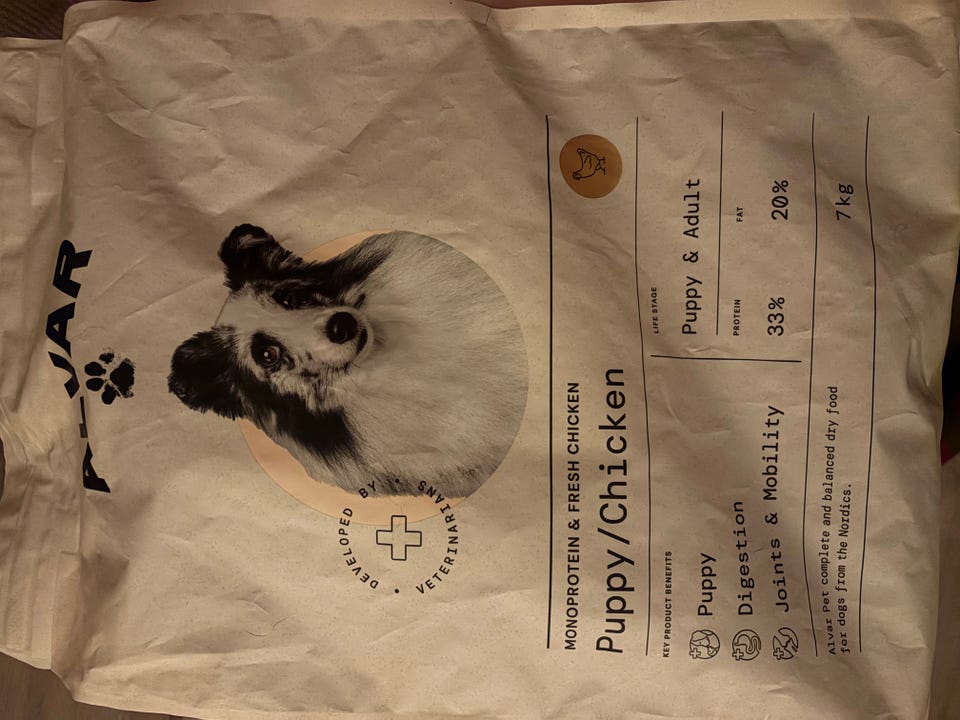 ALVAR
DEVELOPED BY
VETERINARIANS
MONOPROTEIN & FRESH CHICKEN
Puppy/Chicken
KEY PRODUCT BENEFITS
Puppy
Digestion
Joints & Mobility
LIFE STAGE
Puppy & Adult
PROTEIN
FAT
33%
20%
Alvar Pet complete and balanced dry food
for dogs from the Nordics.
7kg